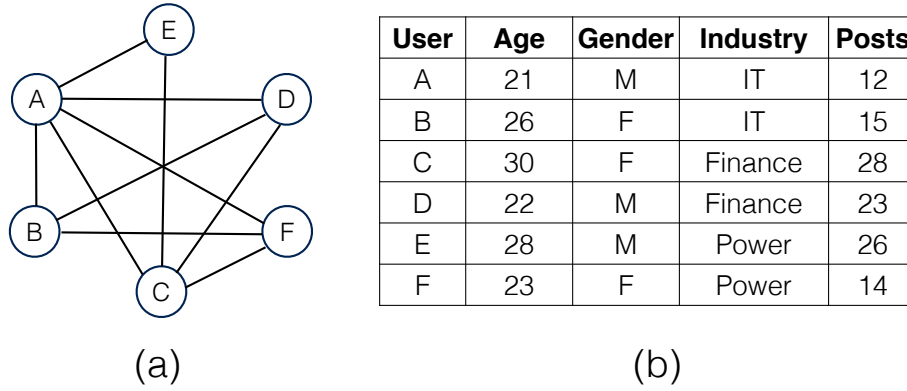 E
A
D
B
F
C
(a)
User Age Gender Industry Posts
A 21 M IT 12
B 26 F IT 15
C 30 F Finance 28
D 22 M Finance 23
E 28 M Power 26
F 23 F Power 14
(b)